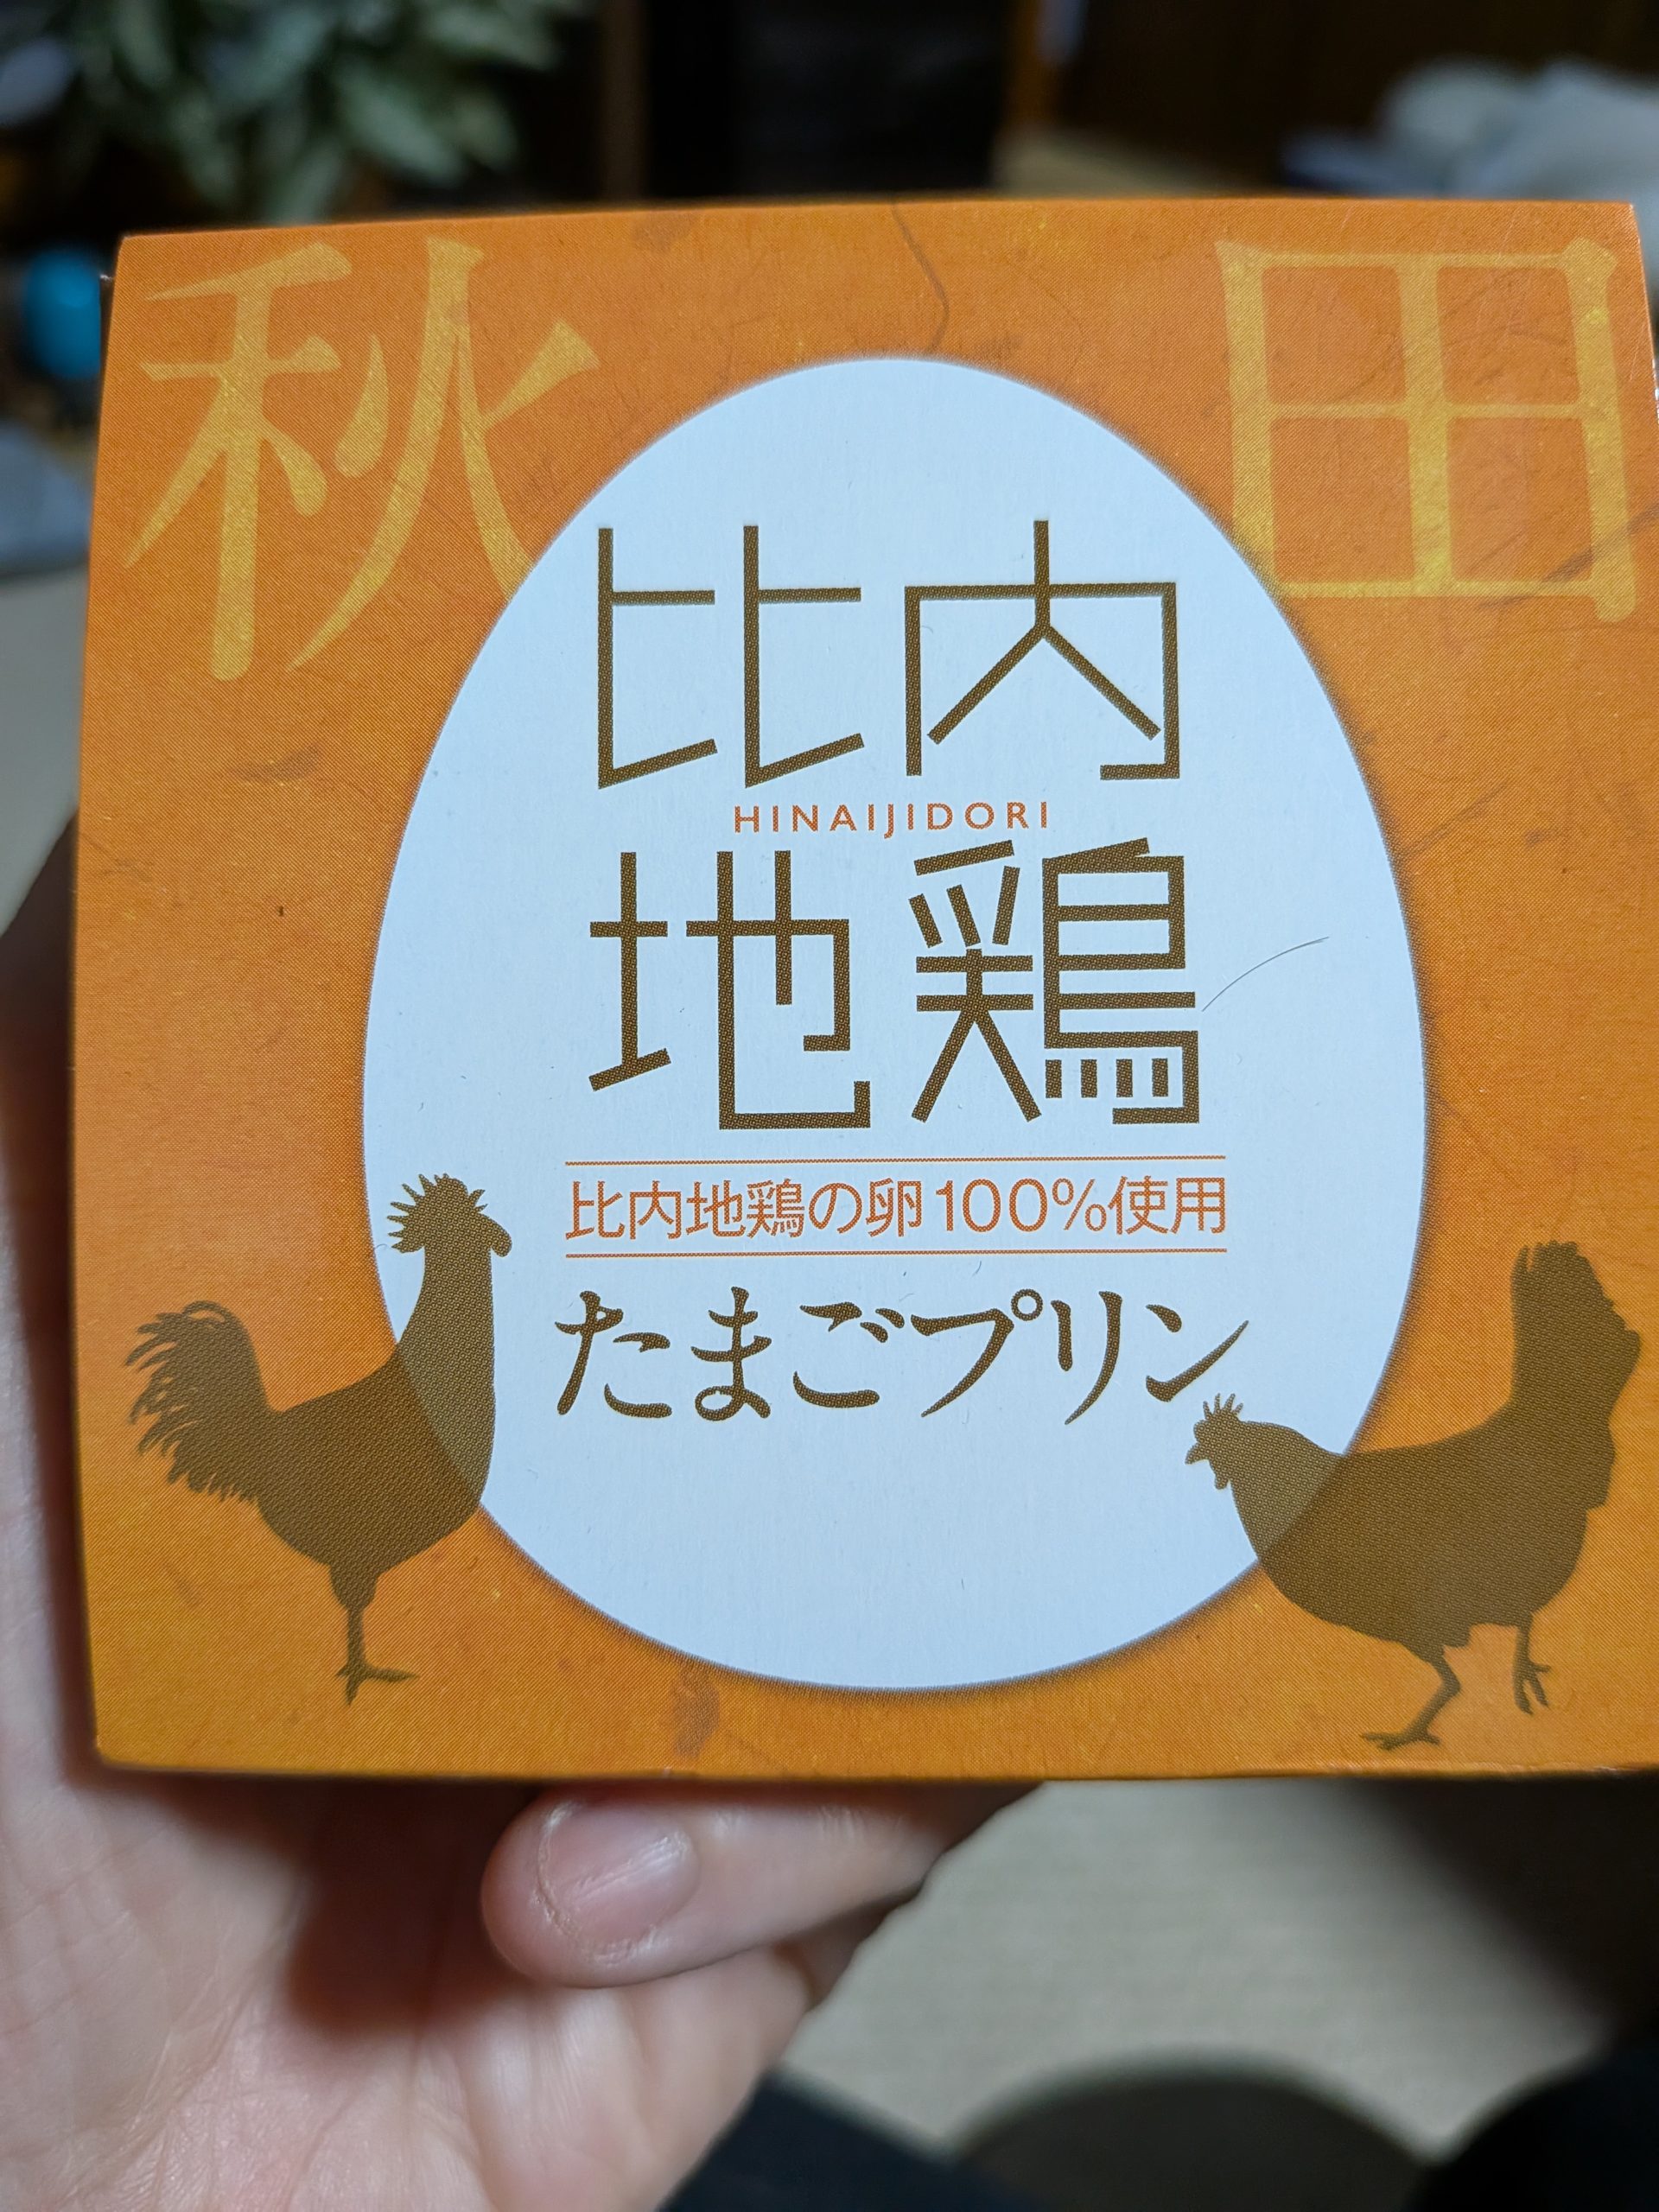 秋田
比内
HINAIJIDORI
地鶏
比内地鶏の卵100%使用
たまごプリン